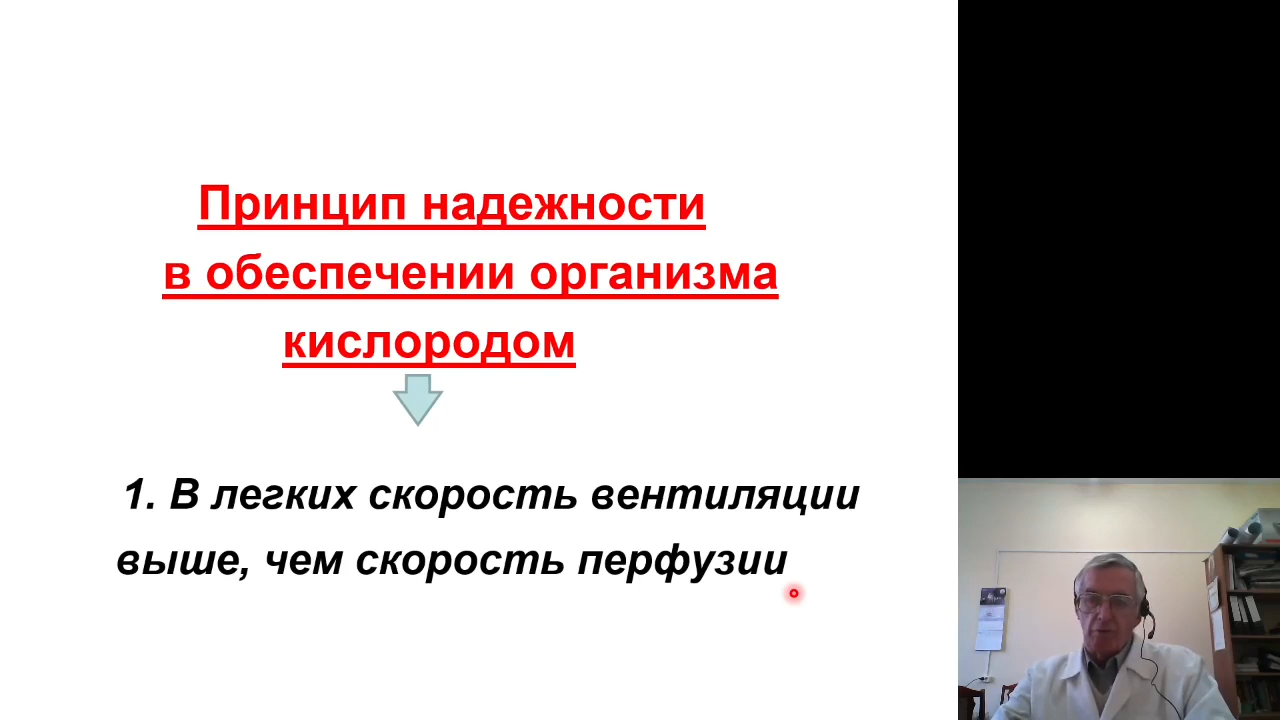 Принцип надежности
в обеспечении организма
кислородом
1. В легких скорость вентиляции
выше, чем скорость перфузии